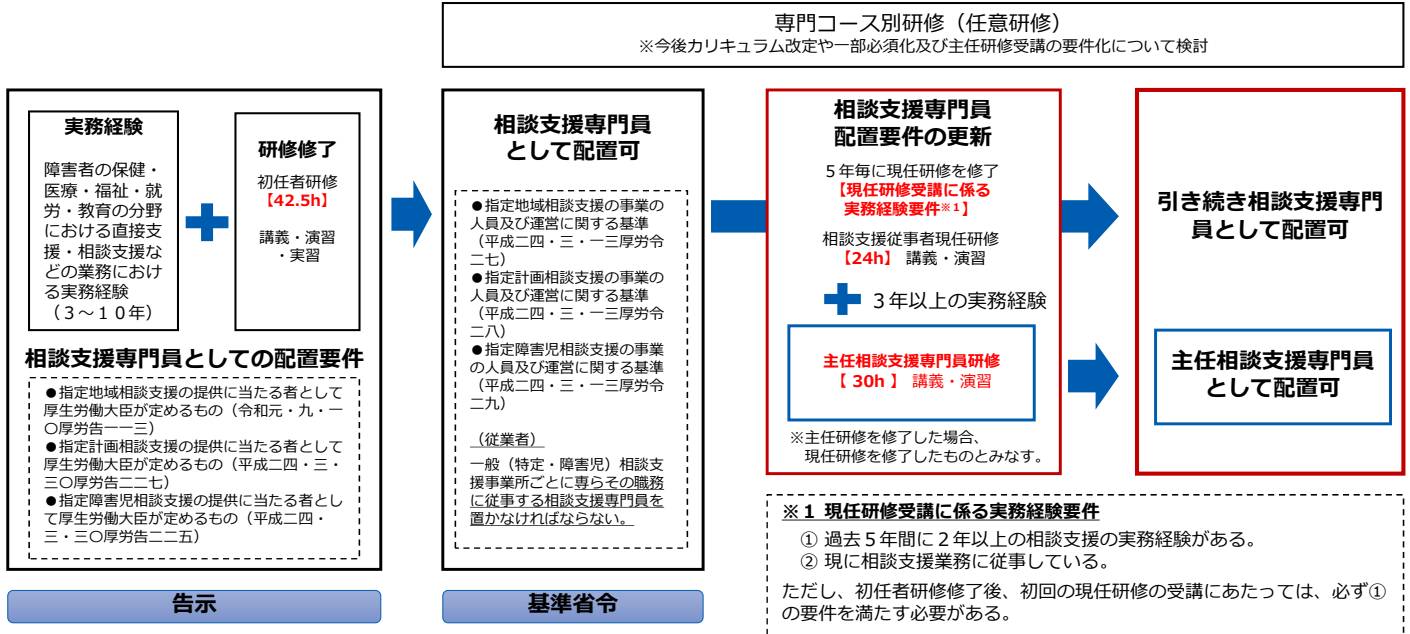 専門コース別研修（任意研修）
※今後カリキュラム改定や一部必須化及び主任研修受講の要件化について検討
実務経験
障害者の保健・
医療・福祉・就
労・教育の分野
における直接支
援・相談支援な
どの業務におけ
る実務経験
（３～１０年）
研修修了
初任者研修
【42.5h】
講義・演習
・実習
相談支援専門員としての配置要件
●指定地域相談支援の提供に当たる者として
厚生労働大臣が定めるもの（令和元・九・一
〇厚労告一一三）
●指定計画相談支援の提供に当たる者として
厚生労働大臣が定めるもの（平成二四・三・
三〇厚労告二二七）
●指定障害児相談支援の提供に当たる者とし
て厚生労働大臣が定めるもの（平成二四・
三・三〇厚労告二二五）
告示
相談支援専門員
として配置可
●指定地域相談支援の事業の
人員及び運営に関する基準
（平成二四・三・一三厚労令
二七）
●指定計画相談支援の事業の
人員及び運営に関する基準
（平成二四・三・一三厚労令
二八）
●指定障害児相談支援の事業
の人員及び運営に関する基準
（平成二四・三・一三厚労令
二九）
（従業者）
一般（特定・障害児）相談支
援事業所ごとに専らその職務
に従事する相談支援専門員を
置かなければならない。
基準省令
相談支援専門員
配置要件の更新
５年毎に現任研修を修了
【現任研修受講に係る
実務経験要件※1】
相談支援従事者現任研修
【24h】 講義・演習
３年以上の実務経験
主任相談支援専門員研修
【 30h 】 講義・演習
※主任研修を修了した場合、
現任研修を修了したものとみなす。
引き続き相談支援専門
員として配置可
主任相談支援専門員
として配置可
※１ 現任研修受講に係る実務経験要件
① 過去５年間に２年以上の相談支援の実務経験がある。
② 現に相談支援業務に従事している。
ただし、初任者研修修了後、初回の現任研修の受講にあたっては、必ず①
の要件を満たす必要がある。